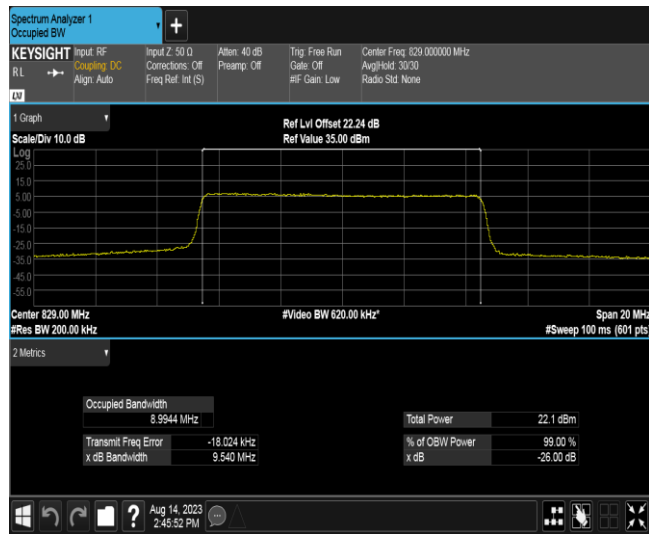 Spectrum Analyzer 1
Occupied BW
+
KEYSIGHT Input: RF Input Z: 50 Ω Atten: 40 dB Trig: Free Run Center Freq: 829.000000 MHz
RL Coupling: DC Corrections: Off Preamp: Off Gate: Off Avg|Hold: 30/30
Align: Auto Freq Ref: Int (S) #IF Gain: Low Radio Std: None
LXI
1 Graph Ref Lvl Offset 22.24 dB
Scale/Div 10.0 dB Ref Value 35.00 dBm
Log
25.0
15.0
5.00
-5.00
-15.0
-25.0
-35.0
-45.0
-55.0
Center 829.00 MHz #Video BW 620.00 kHz* Span 20 MHz
#Res BW 200.00 kHz #Sweep 100 ms (601 pts)
2 Metrics
Occupied Bandwidth
8.9944 MHz Total Power 22.1 dBm
Transmit Freq Error -18.024 kHz % of OBW Power 99.00 %
x dB Bandwidth 9.540 MHz x dB -26.00 dB
? Aug 14, 2023
2:45:52 PM